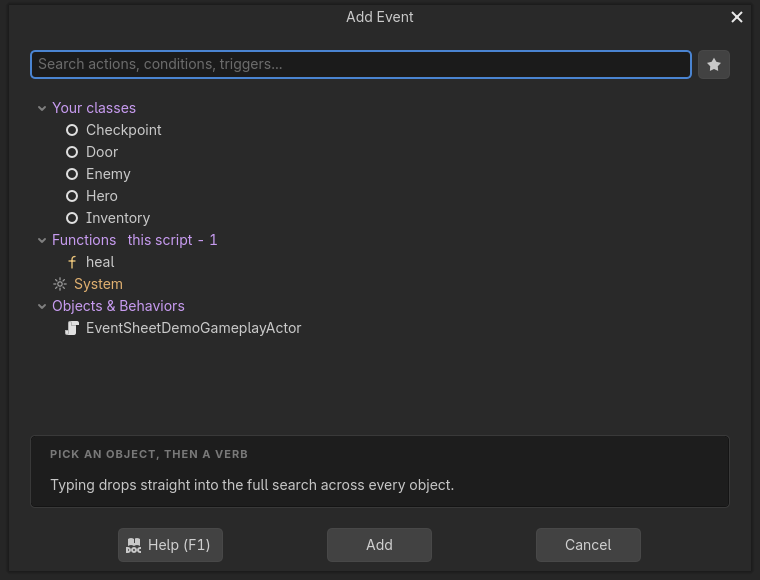 Add Event
Search actions, conditions, triggers...
Your classes
Checkpoint
Door
Enemy
Hero
Inventory
Functions this script - 1
f heal
System
Objects & Behaviors
EventSheetDemoGameplayActor
PICK AN OBJECT, THEN A VERB
Typing drops straight into the full search across every object.
DOC Help (F1)
Add
Cancel